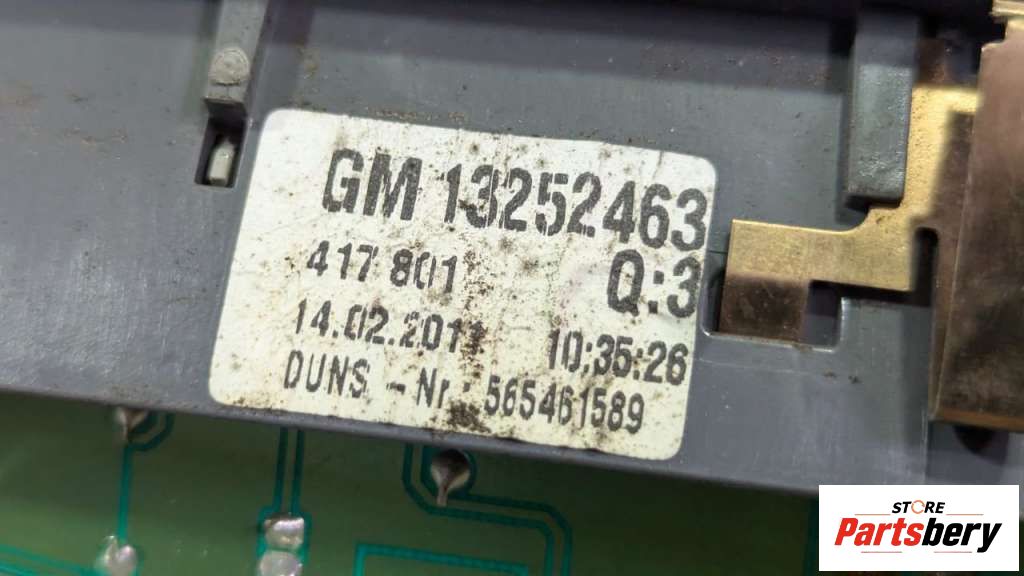 GM 13252463
417 801 Q:3
14.02.2011 10:35:26
DUNS - Nr.: 565461589
STORE
Partsbery